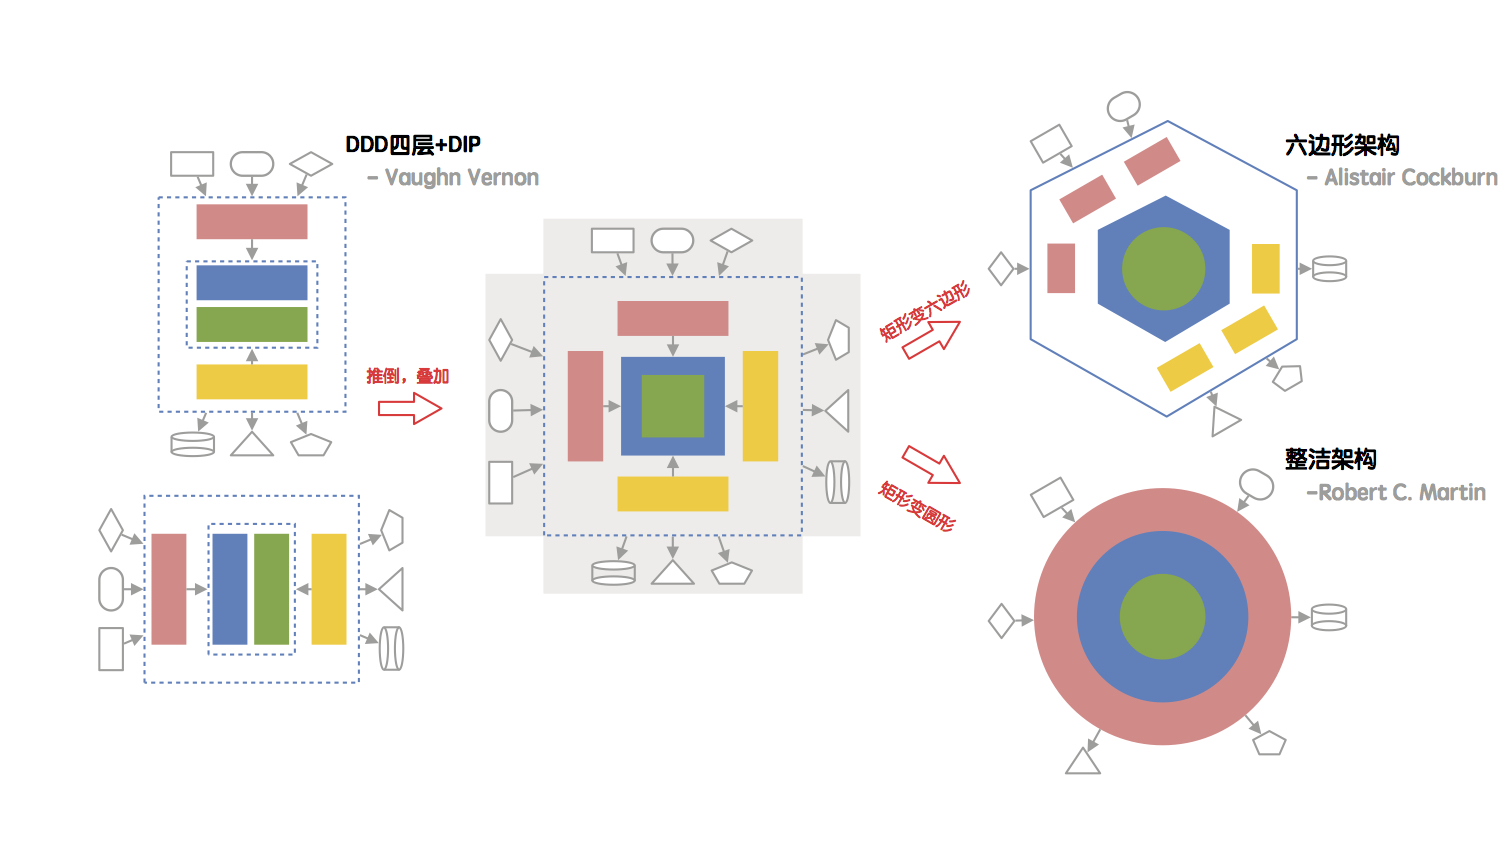 DDD四层+DIP
– Vaughn Vernon
推倒，叠加
矩形变六边形
矩形变圆形
六边形架构
– Alistair Cockburn
整洁架构
–Robert C. Martin